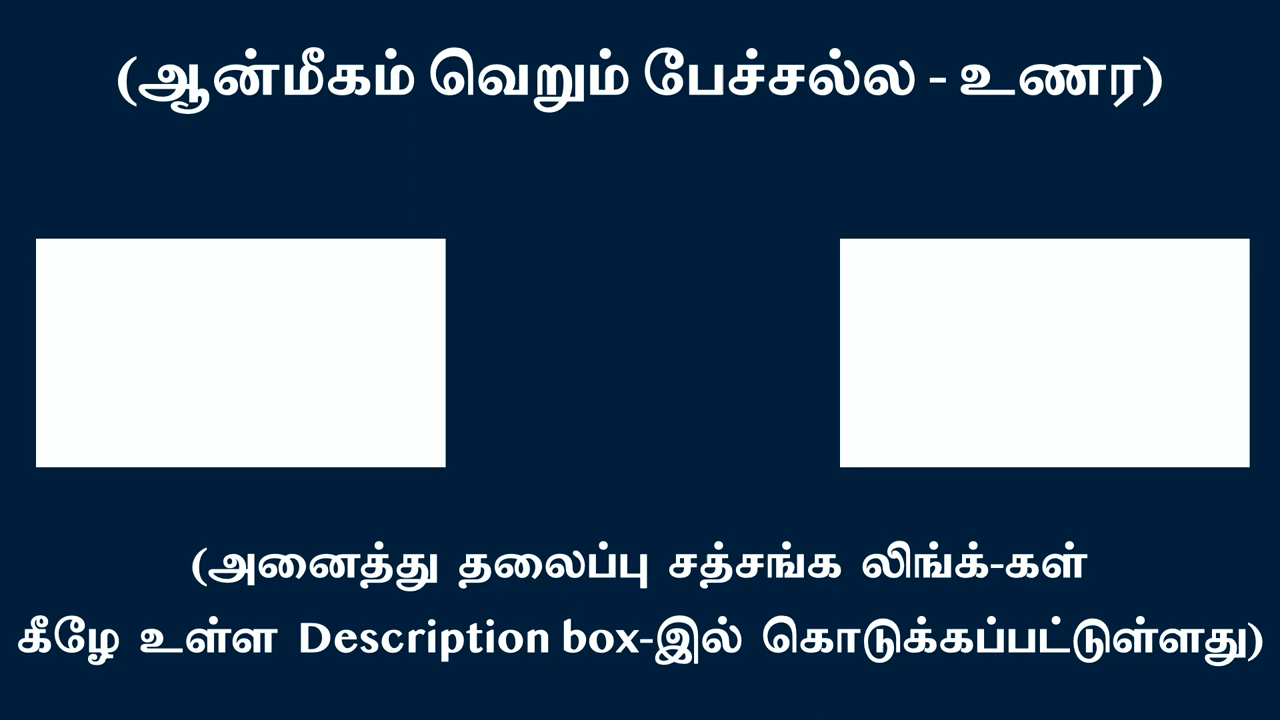 (ஆன்மீகம் வெறும் பேச்சல்ல - உணர)
(அனைத்து தலைப்பு சத்சங்க லிங்க்-கள்
கீழே உள்ள Description box-இல் கொடுக்கப்பட்டுள்ளது)